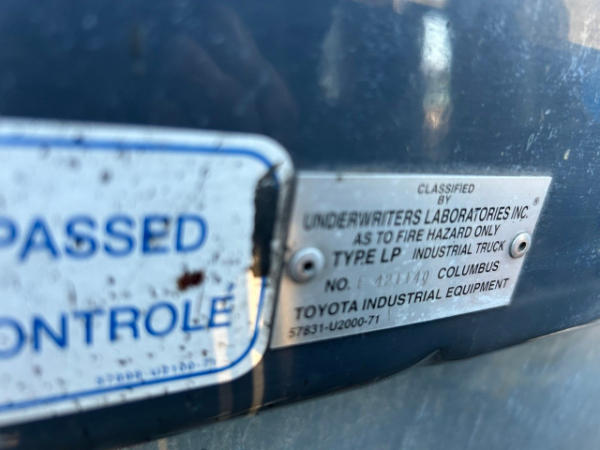 PASSED
ONTROLÉ
CLASSIFIED
BY
UNDERWRITERS LABORATORIES INC.®
AS TO FIRE HAZARD ONLY
TYPE LP INDUSTRIAL TRUCK
NO. COLUMBUS
TOYOTA INDUSTRIAL EQUIPMENT
57831-U2000-71